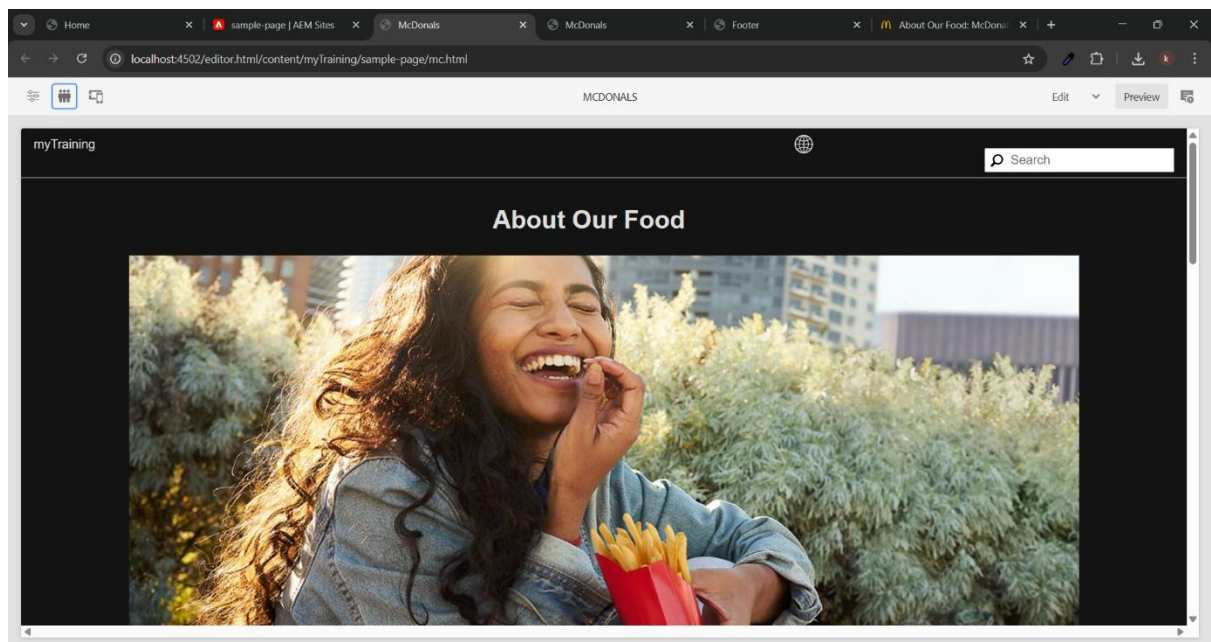 Home
sample-page | AEM Sites
McDonals
McDonals
Footer
About Our Food: McDonal
localhost:4502/editor.html/content/myTraining/sample-page/mc.html
k
MCDONALS
Edit
Preview
myTraining
Search
About Our Food